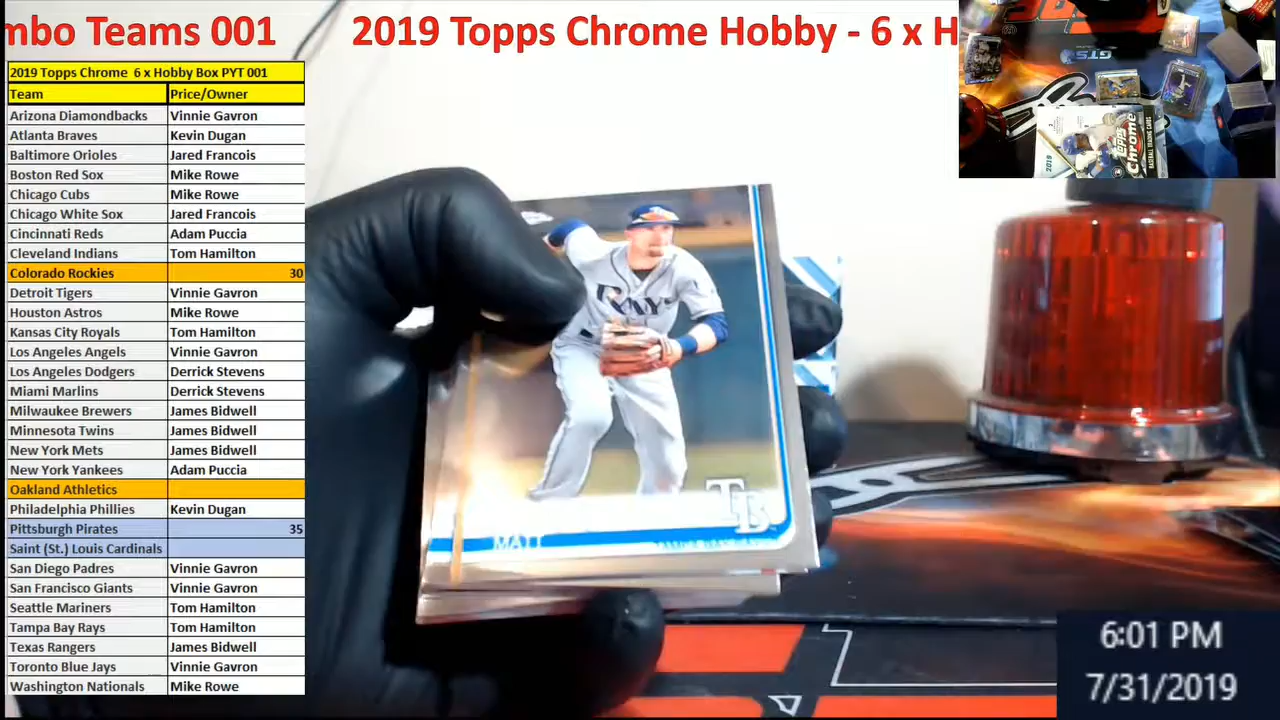 mbo Teams 001 2019 Topps Chrome Hobby - 6 x H
2019 Topps Chrome 6 x Hobby Box PYT 001
Team Price/Owner
Arizona Diamondbacks Vinnie Gavron
Atlanta Braves Kevin Dugan
Baltimore Orioles Jared Francois
Boston Red Sox Mike Rowe
Chicago Cubs Mike Rowe
Chicago White Sox Jared Francois
Cincinnati Reds Adam Puccia
Cleveland Indians Tom Hamilton
Colorado Rockies 30
Detroit Tigers Vinnie Gavron
Houston Astros Mike Rowe
Kansas City Royals Tom Hamilton
Los Angeles Angels Vinnie Gavron
Los Angeles Dodgers Derrick Stevens
Miami Marlins Derrick Stevens
Milwaukee Brewers James Bidwell
Minnesota Twins James Bidwell
New York Mets James Bidwell
New York Yankees Adam Puccia
Oakland Athletics
Philadelphia Phillies Kevin Dugan
Pittsburgh Pirates 35
Saint (St.) Louis Cardinals
San Diego Padres Vinnie Gavron
San Francisco Giants Vinnie Gavron
Seattle Mariners Tom Hamilton
Tampa Bay Rays Tom Hamilton
Texas Rangers James Bidwell
Toronto Blue Jays Vinnie Gavron
Washington Nationals Mike Rowe
GTS
2019
Topps
Chrome
BASEBALL TRADING CARDS
RAYS
TB
MATT
6:01 PM
7/31/2019